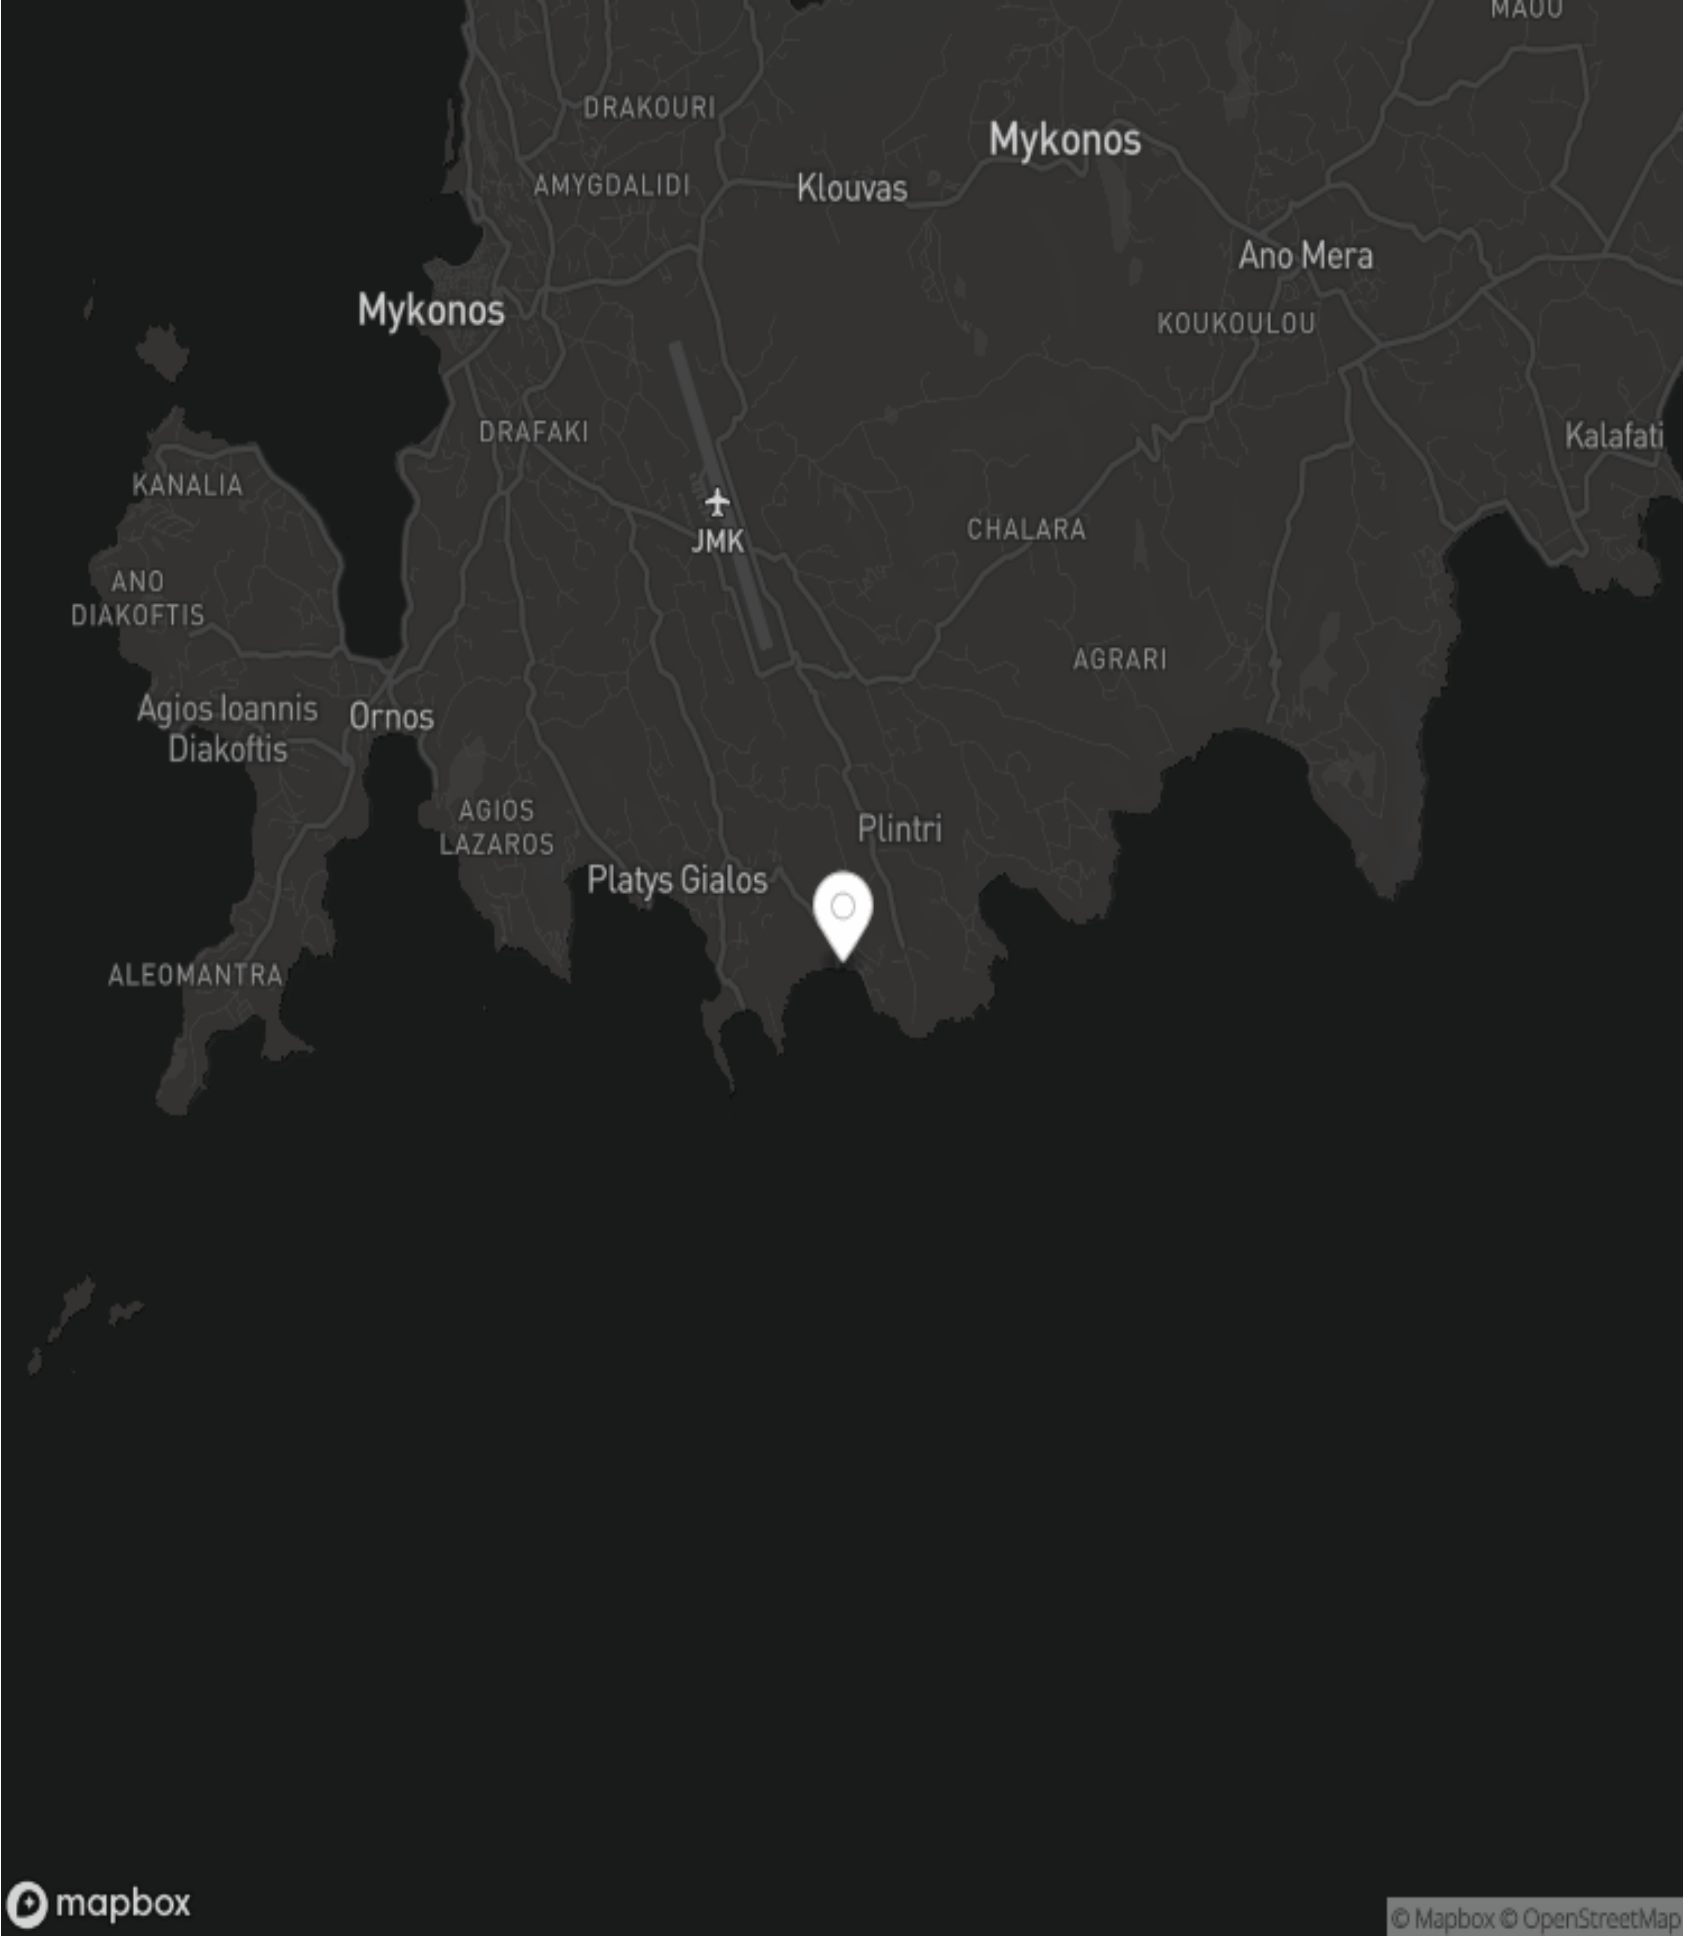 MAOU
DRAKOURI
Mykonos
AMYGDALIDI
Klouvas
Ano Mera
Mykonos
KOUKOULOU
DRAFAKI
Kalafati
KANALIA
JMK
CHALARA
ANO
DIAKOFTIS
AGRARI
Agios Ioannis
Diakoftis
Ornos
AGIOS
LAZAROS
Plintri
Platys Gialos
ALEOMANTRA
mapbox
© Mapbox © OpenStreetMap